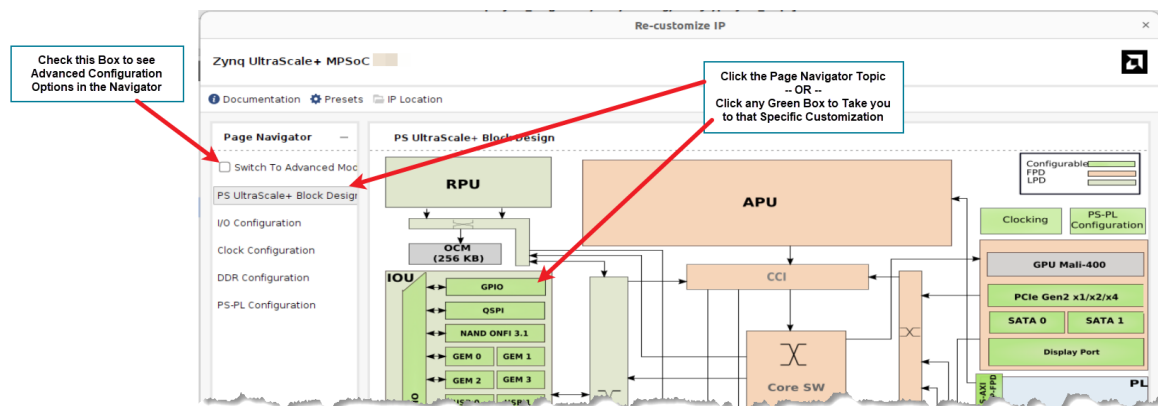 Re-customize IP
×
Check this Box to see
Advanced Configuration
Options in the Navigator
Zynq UltraScale+ MPSoC
Click the Page Navigator Topic
-- OR --
Click any Green Box to Take you
to that Specific Customization
Documentation Presets IP Location
Page Navigator —
Switch To Advanced Mod
PS UltraScale+ Block Design
I/O Configuration
Clock Configuration
DDR Configuration
PS-PL Configuration
PS UltraScale+ Block Design
RPU
APU
Configurable
FPD
LPD
Clocking
PS-PL
Configuration
OCM
(256 KB)
CCI
GPU Mali-400
IOU
GPIO
PCIe Gen2 x1/x2/x4
QSPI
SATA 0 SATA 1
NAND ONFI 3.1
GEM 0 GEM 1
Display Port
GEM 2 GEM 3
Core SW
PL